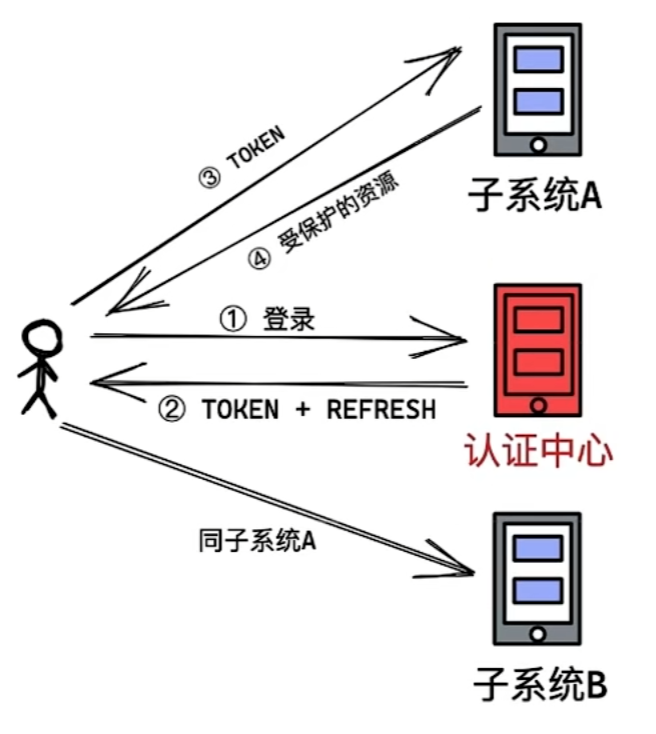 ③ TOKEN
子系统A
④ 受保护的资源
① 登录
② TOKEN + REFRESH
认证中心
同子系统A
子系统B